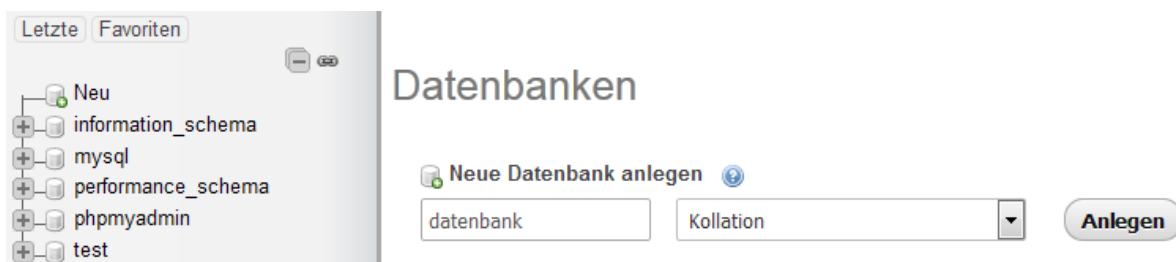 Letzte Favoriten
Neu
information_schema
mysql
performance_schema
phpmyadmin
test
Datenbanken
Neue Datenbank anlegen
datenbank Kollation Anlegen